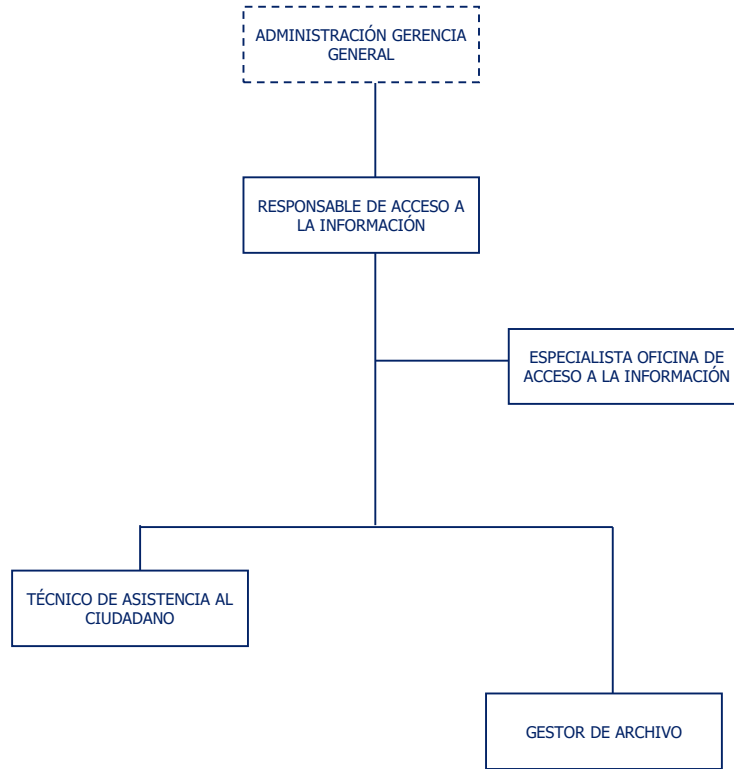 ADMINISTRACIÓN GERENCIA
GENERAL
RESPONSABLE DE ACCESO A
LA INFORMACIÓN
ESPECIALISTA OFICINA DE
ACCESO A LA INFORMACIÓN
TÉCNICO DE ASISTENCIA AL
CIUDADANO
GESTOR DE ARCHIVO